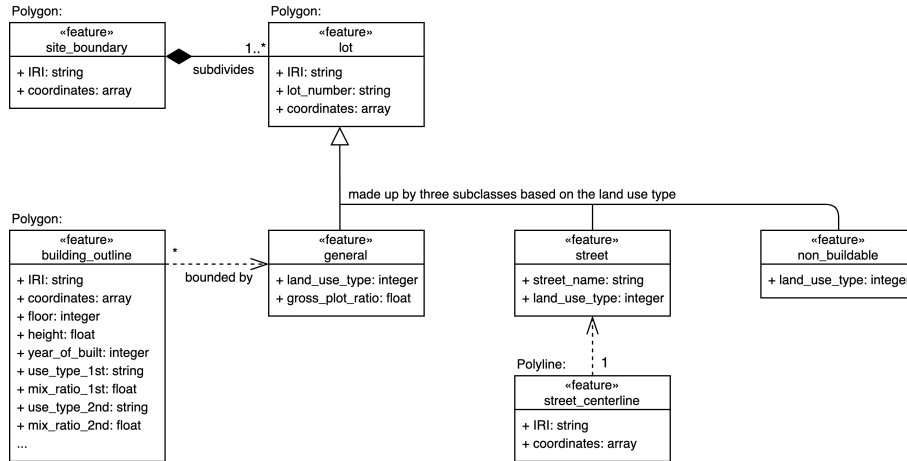 Polygon:
«feature»
site_boundary
+ IRI: string
+ coordinates: array
1..*
subdivides
Polygon:
«feature»
lot
+ IRI: string
+ lot_number: string
+ coordinates: array
made up by three subclasses based on the land use type
Polygon:
«feature»
building_outline
+ IRI: string
+ coordinates: array
+ floor: integer
+ height: float
+ year_of_built: integer
+ use_type_1st: string
+ mix_ratio_1st: float
+ use_type_2nd: string
+ mix_ratio_2nd: float
...
*
bounded by
«feature»
general
+ land_use_type: integer
+ gross_plot_ratio: float
«feature»
street
+ street_name: string
+ land_use_type: integer
«feature»
non_buildable
+ land_use_type: integer
Polyline:
1
«feature»
street_centerline
+ IRI: string
+ coordinates: array